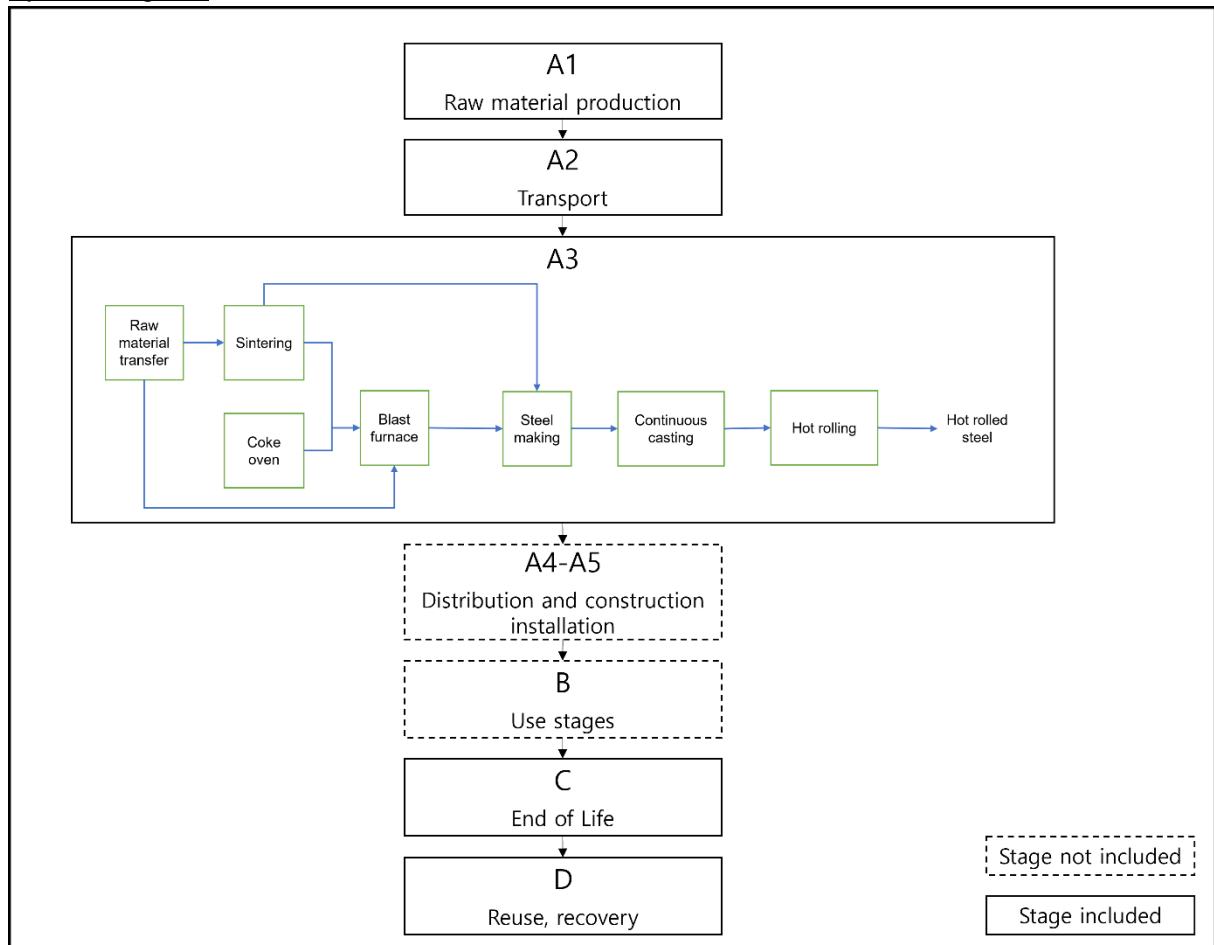 A1
Raw material production
A2
Transport
A3
Raw
material
transfer
Sintering
Coke
oven
Blast
furnace
Steel
making
Continuous
casting
Hot rolling
Hot rolled
steel
A4-A5
Distribution and construction
installation
B
Use stages
C
End of Life
D
Reuse, recovery
Stage not included
Stage included